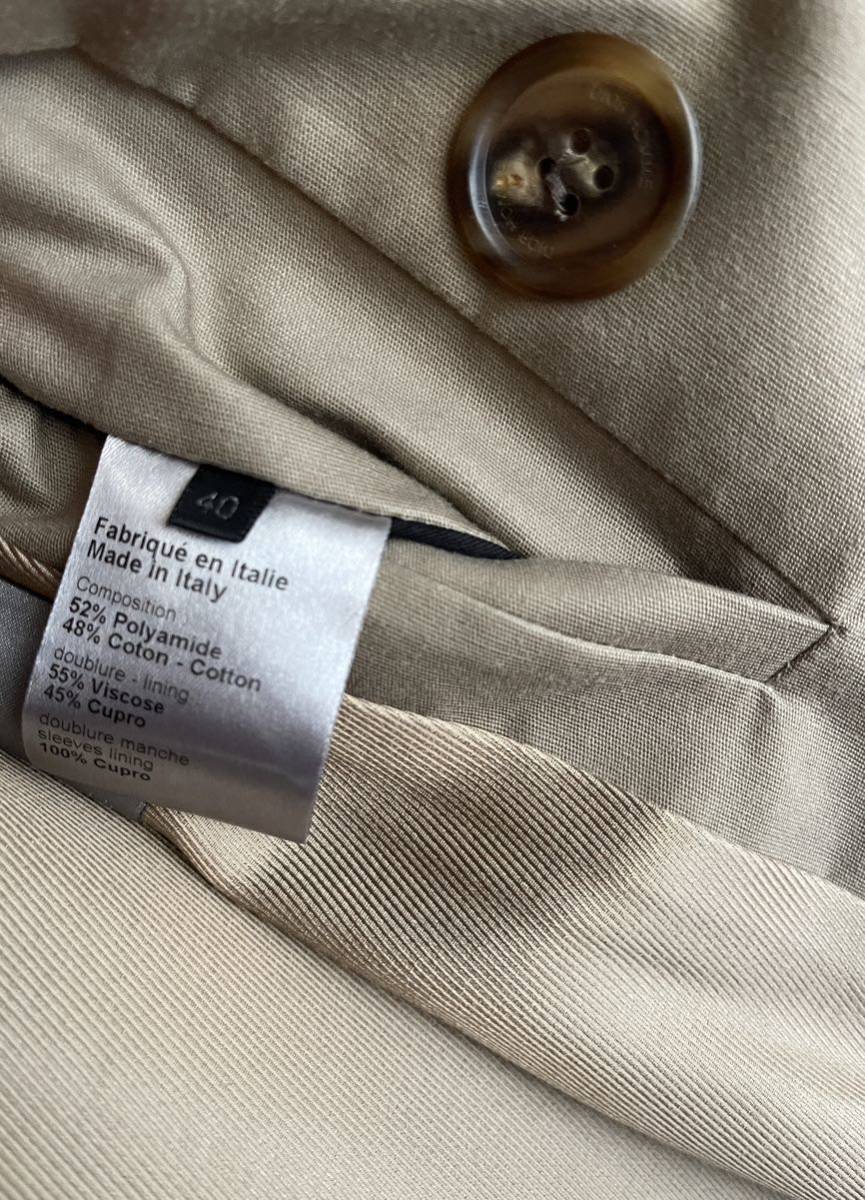 40
Fabriqué en Italie
Made in Italy
Composition :
52% Polyamide
48% Coton - Cotton
doublure - lining :
55% Viscose
45% Cupro
doublure manche
sleeves lining
100% Cupro